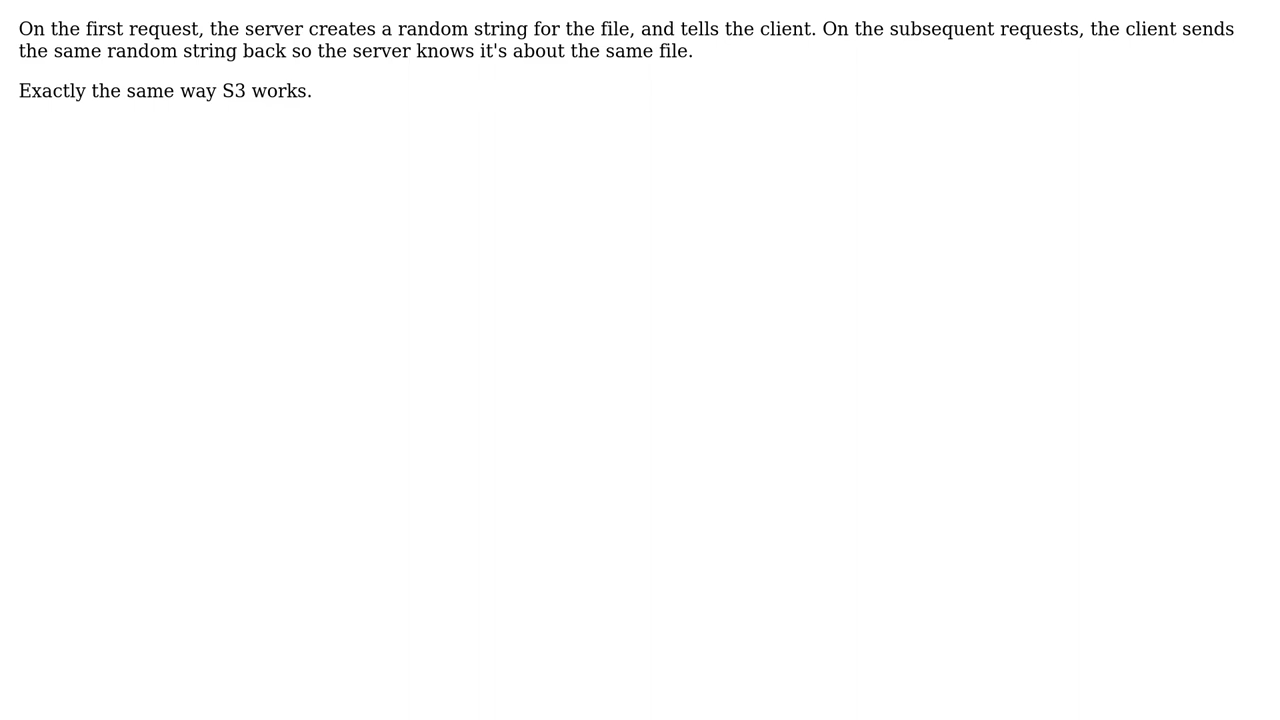 On the first request, the server creates a random string for the file, and tells the client. On the subsequent requests, the client sends
the same random string back so the server knows it's about the same file.
Exactly the same way S3 works.